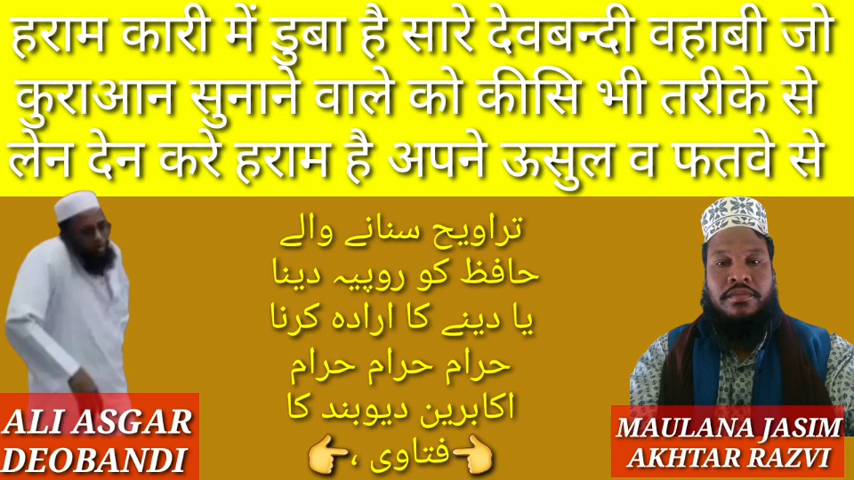 हराम कारी में डुबा है सारे देवबन्दी वहाबी जो
कुराआन सुनाने वाले को कीसि भी तरीके से
लेन देन करे हराम है अपने ऊसुल व फतवे से
تراویح سنانے والے
حافظ کو روپیہ دینا
یا دینے کا ارادہ کرنا
حرام حرام حرام
اکابرین دیوبند کا
👉فتاوی ،👈
ALI ASGAR
DEOBANDI
MAULANA JASIM
AKHTAR RAZVI